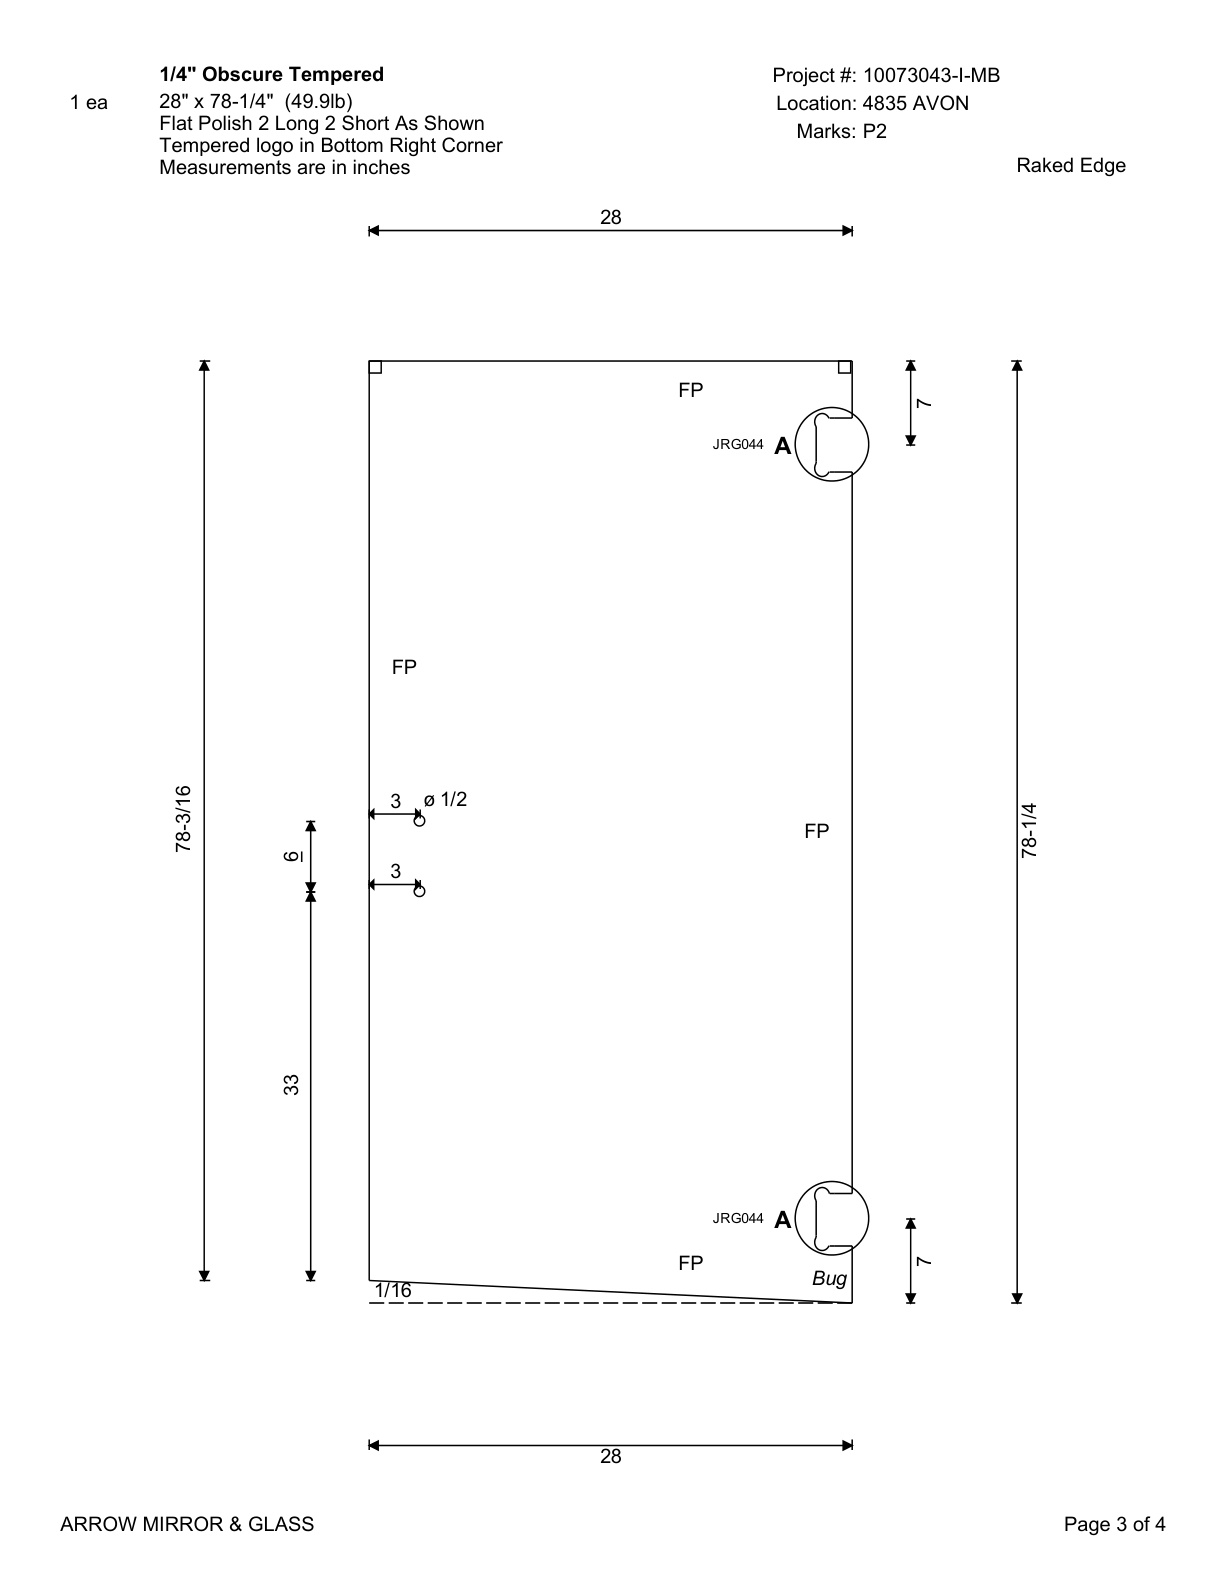 1/4" Obscure Tempered
1 ea
28" x 78-1/4" (49.9lb)
Flat Polish 2 Long 2 Short As Shown
Tempered logo in Bottom Right Corner
Measurements are in inches
Project #: 10073043-I-MB
Location: 4835 AVON
Marks: P2
Raked Edge
28
FP
7
JRG044 A
FP
78-3/16
3 ø 1/2
FP
78-1/4
6
3
33
JRG044 A
FP
7
Bug
1/16
28
ARROW MIRROR & GLASS
Page 3 of 4